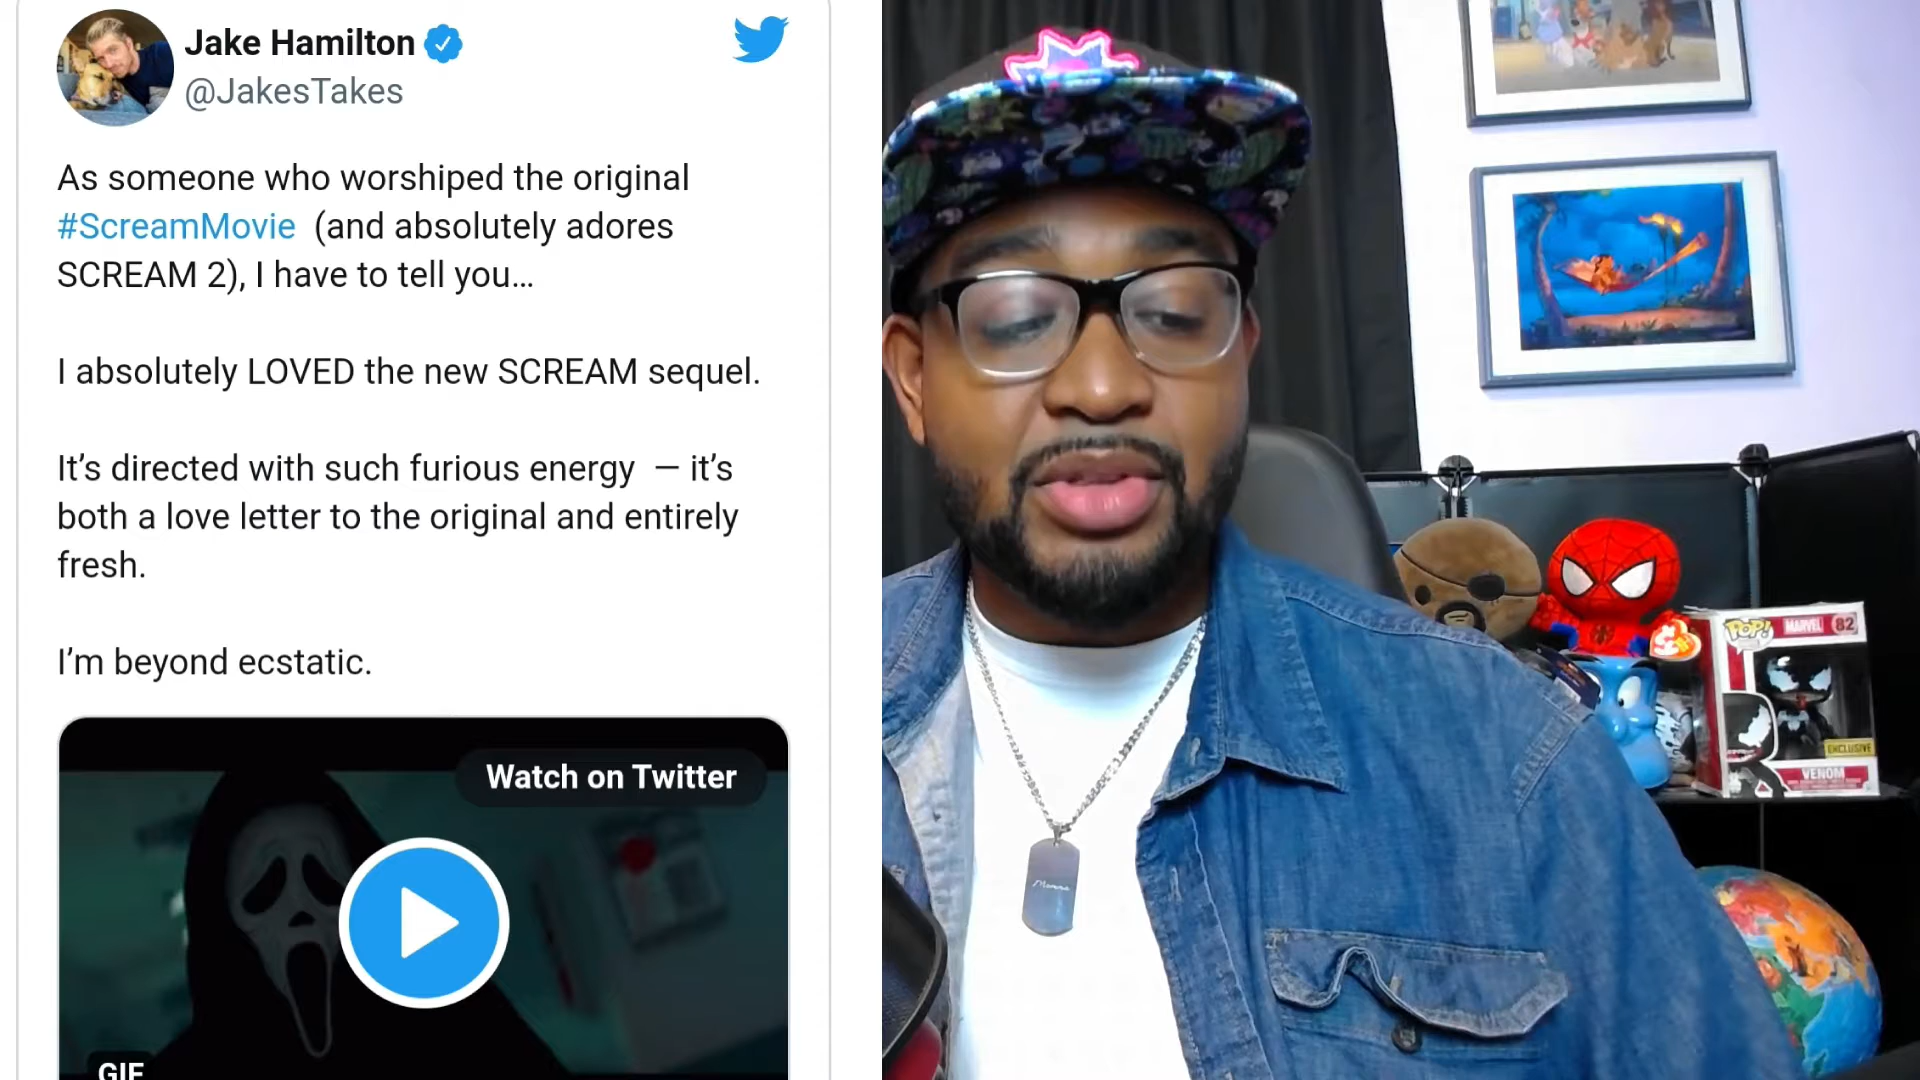 Jake Hamilton
@JakesTakes
As someone who worshiped the original
#ScreamMovie (and absolutely adores
SCREAM 2), I have to tell you...
I absolutely LOVED the new SCREAM sequel.
It’s directed with such furious energy — it’s
both a love letter to the original and entirely
fresh.
I’m beyond ecstatic.
Watch on Twitter
GIF
Momma
ty
POP!
MARVEL
82
EXCLUSIVE
VENOM